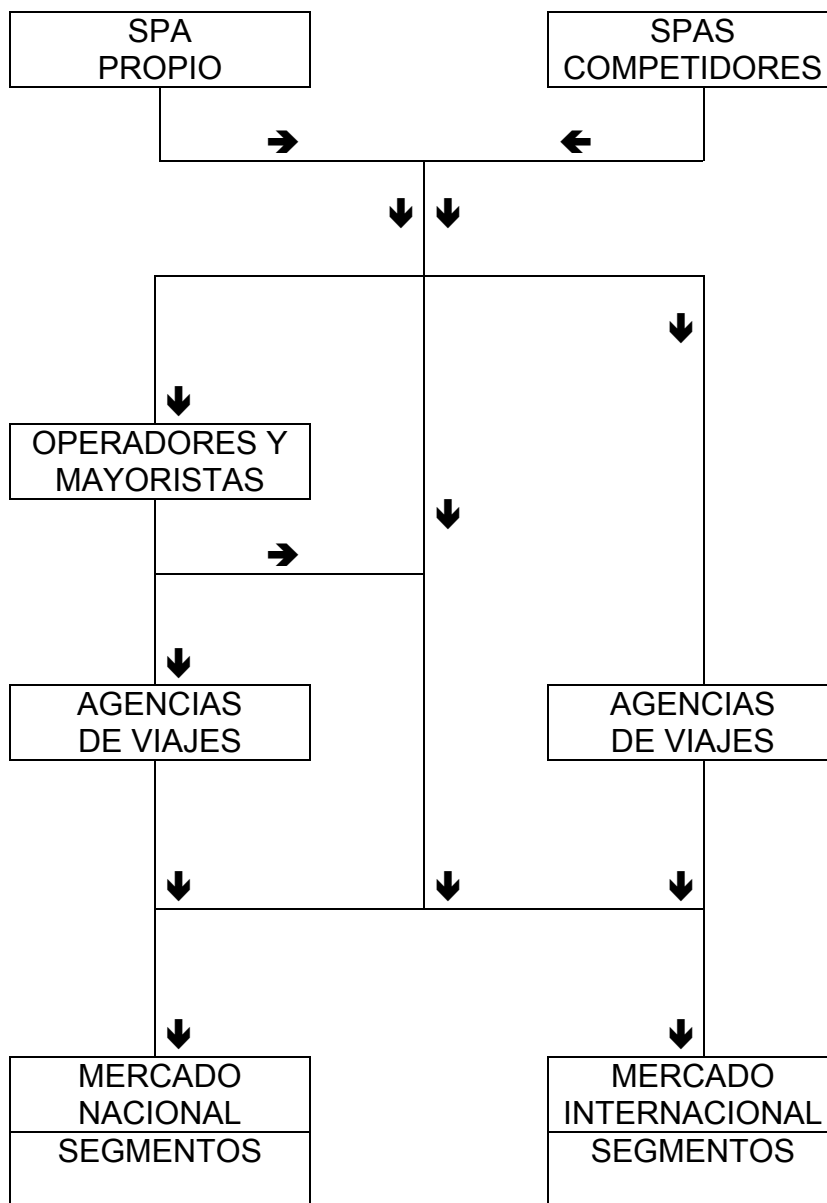 SPA
PROPIO
SPAS
COMPETIDORES
OPERADORES Y
MAYORISTAS
AGENCIAS
DE VIAJES
AGENCIAS
DE VIAJES
MERCADO
NACIONAL
SEGMENTOS
MERCADO
INTERNACIONAL
SEGMENTOS